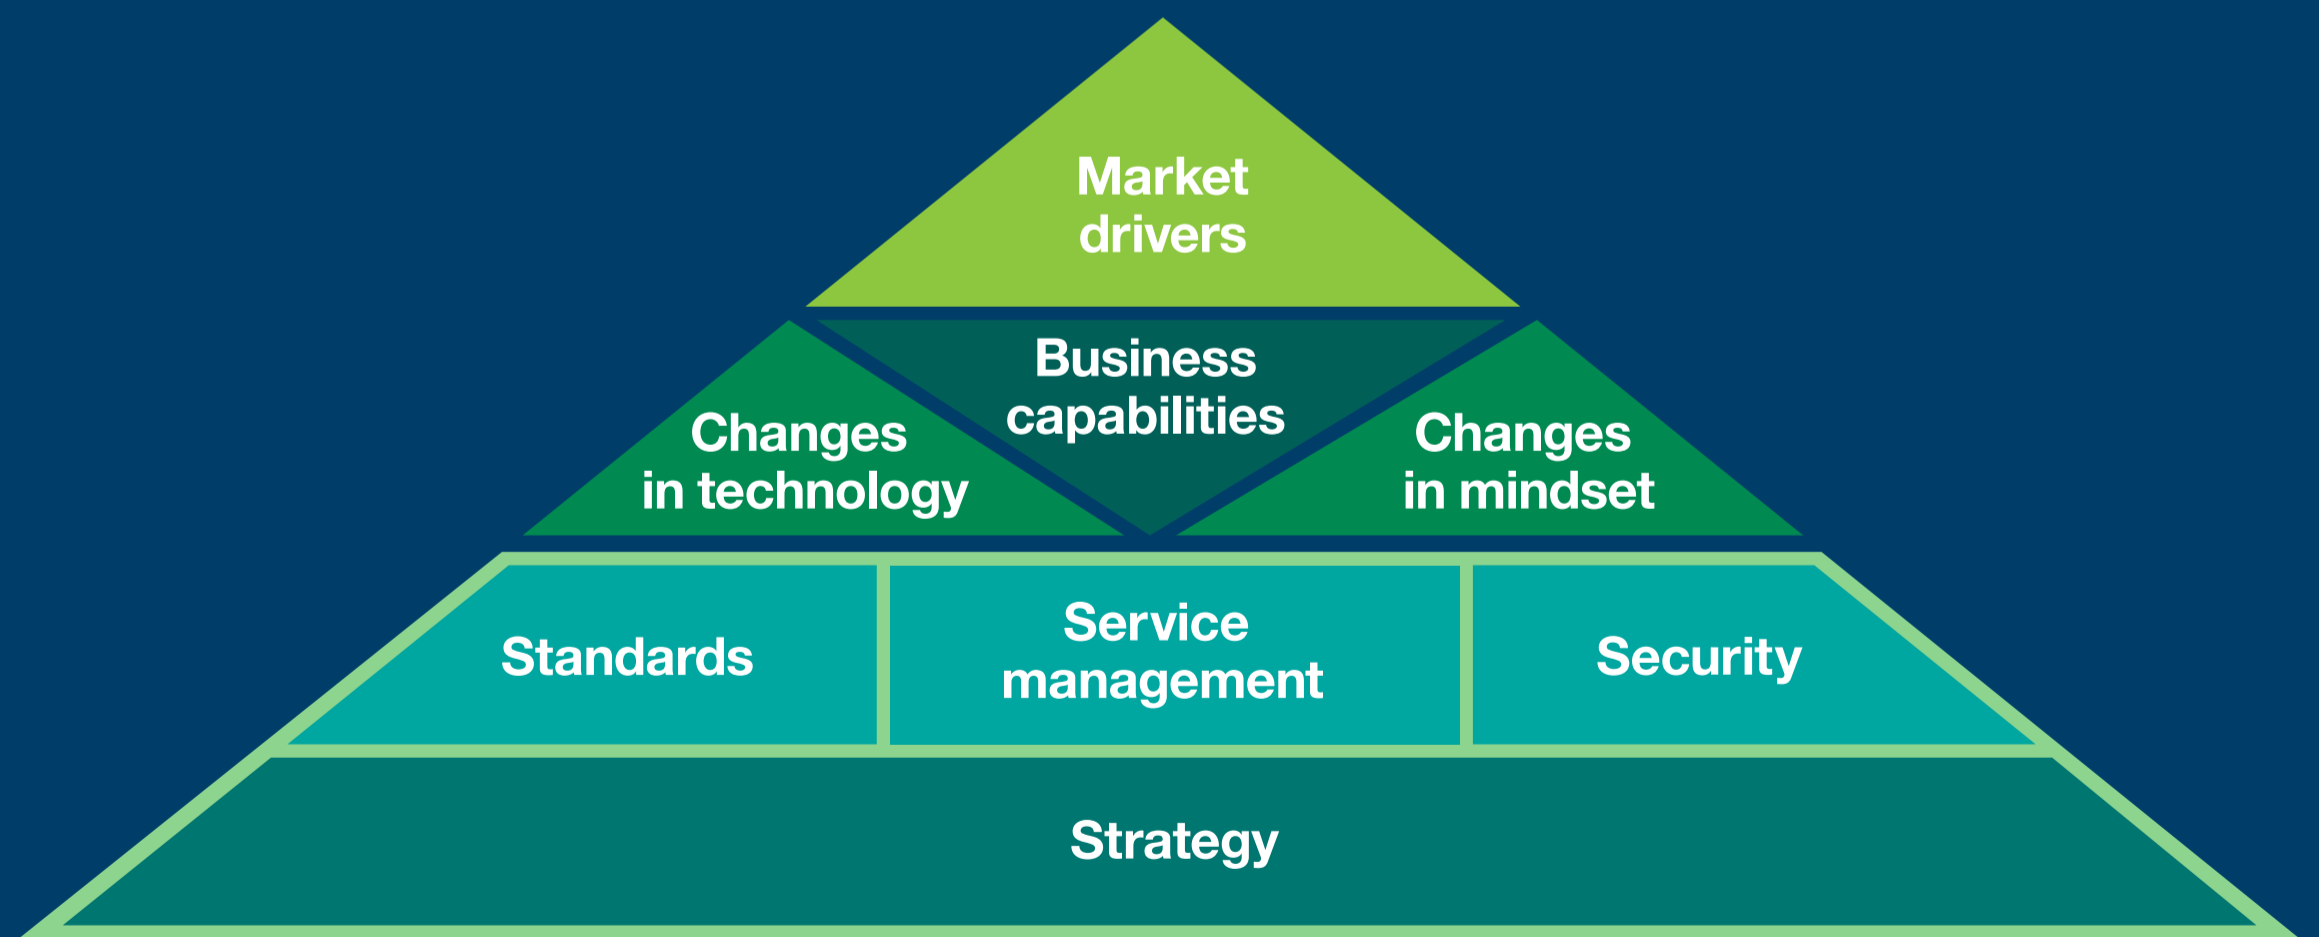 Market
drivers
Business
capabilities
Changes
in technology
Changes
in mindset
Standards
Service
management
Security
Strategy